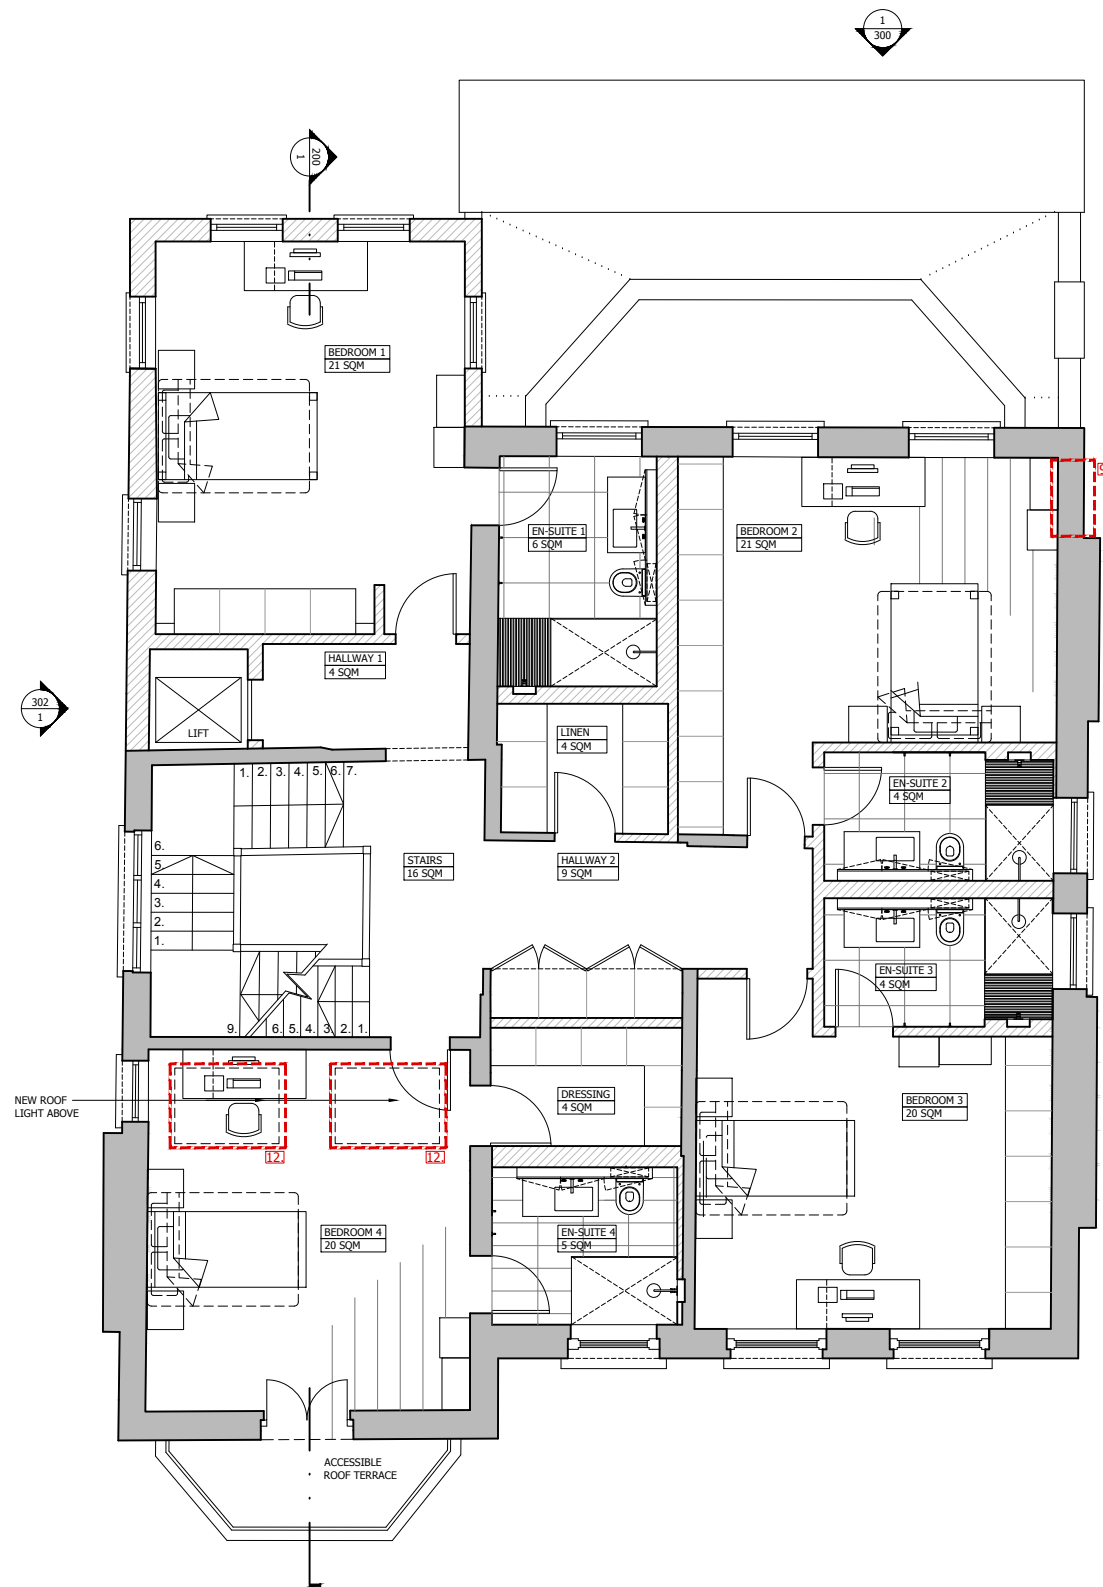 1
300
200
1
BEDROOM 1
21 SQM
EN-SUITE 1
6 SQM
BEDROOM 2
21 SQM
HALLWAY 1
4 SQM
302
1
LIFT
LINEN
4 SQM
1. 2. 3. 4. 5. 6. 7.
EN-SUITE 2
4 SQM
6.
5.
4.
3.
2.
1.
STAIRS
16 SQM
HALLWAY 2
9 SQM
EN-SUITE 3
4 SQM
9. 6. 5. 4. 3. 2. 1.
NEW ROOF
LIGHT ABOVE
DRESSING
4 SQM
BEDROOM 3
20 SQM
12.
12.
BEDROOM 4
20 SQM
EN-SUITE 4
5 SQM
ACCESSIBLE
ROOF TERRACE